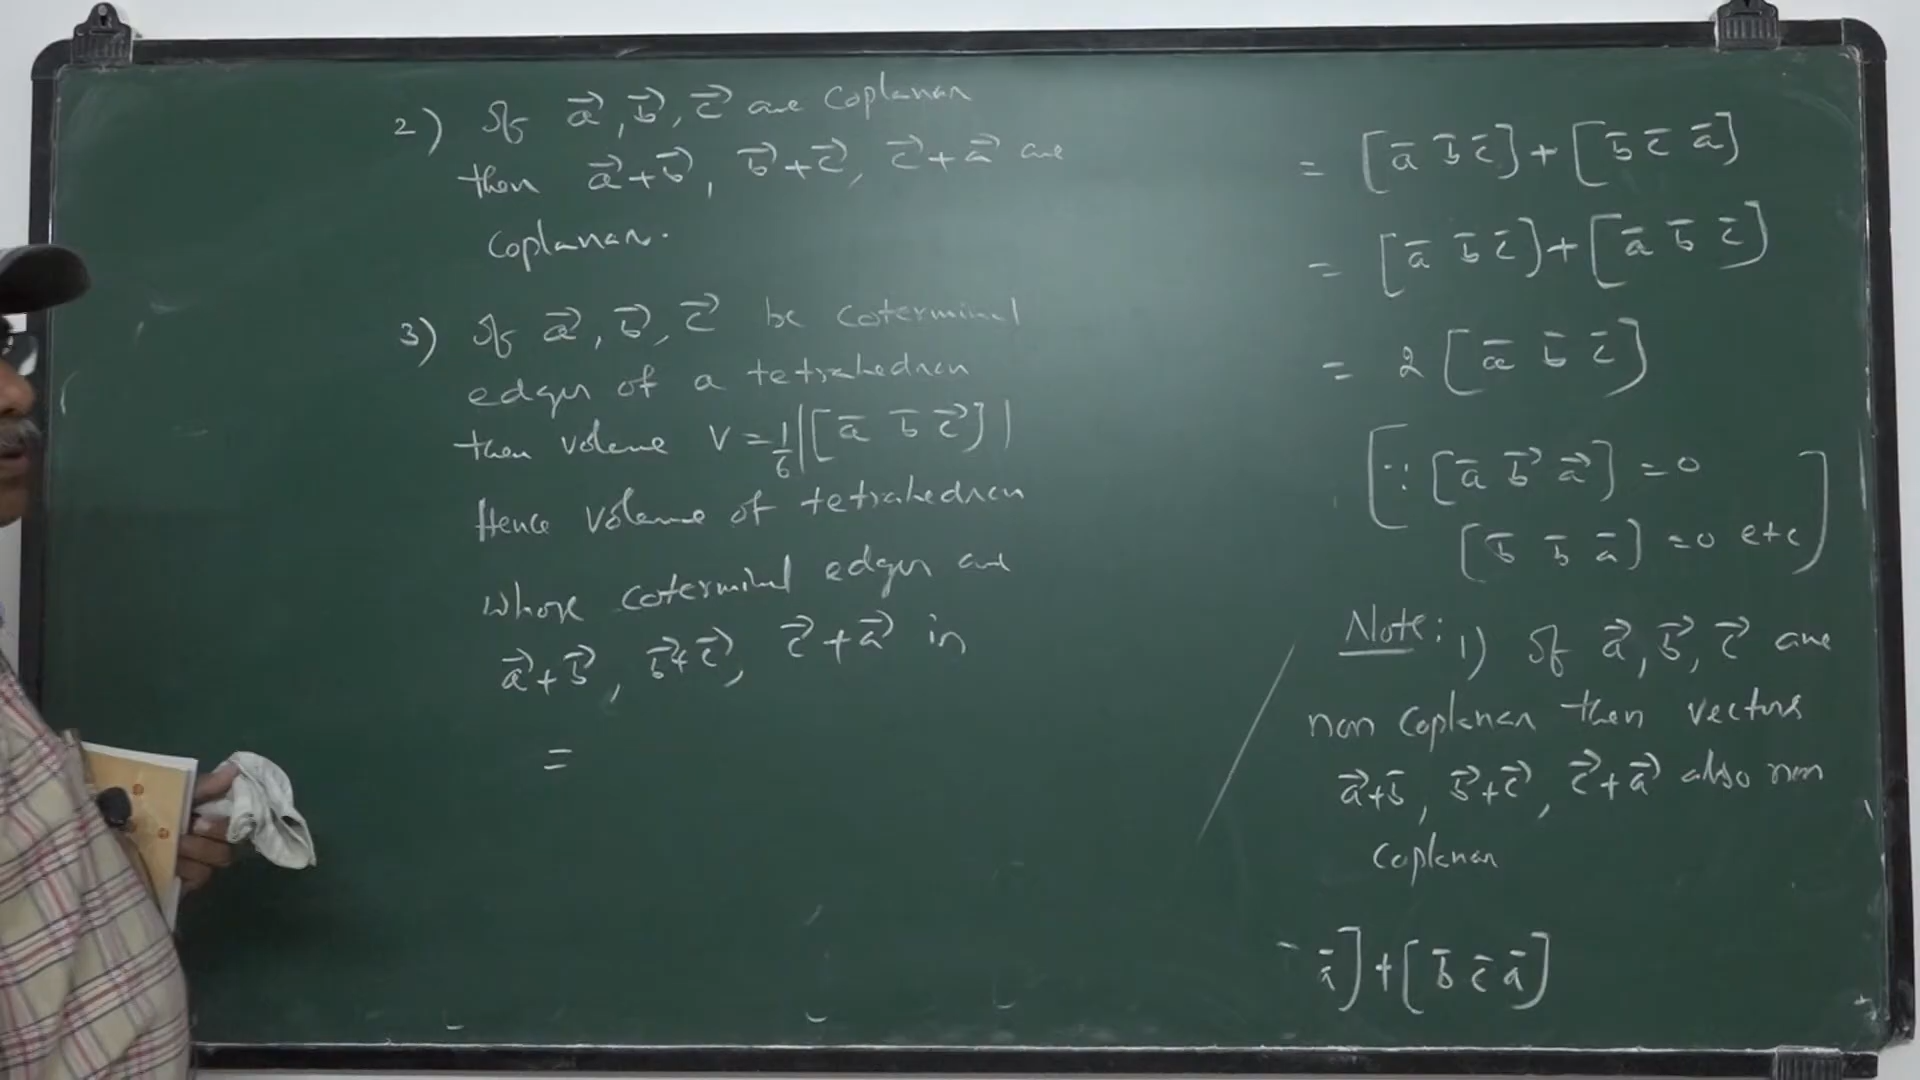 2) If a⃗, b⃗, c⃗ are coplanar
then a⃗+b⃗, b⃗+c⃗, c⃗+a⃗ are
coplanar.
3) If a⃗, b⃗, c⃗ be coterminal
edges of a tetrahedron
then volume V = 1/6 |[a̅ b̅ c⃗]|
Hence volume of tetrahedron
whose coterminal edges are
a⃗+b⃗, b⃗+c⃗, c⃗+a⃗ is
=
= [a̅ b̅ c̅] + [b̅ c̅ a̅]
= [a̅ b̅ c̅] + [a̅ b̅ c̅]
= 2 [a̅ b̅ c̅]
[∵ [a̅ b⃗ a⃗] = 0
[b̅ b̅ a̅] = 0 etc]
Note: 1) If a⃗, b⃗, c⃗ are
non coplanar then vectors
a⃗+b̅, b⃗+c⃗, c⃗+a⃗ also non
coplanar
a̅] + [b̅ c̅ a̅]